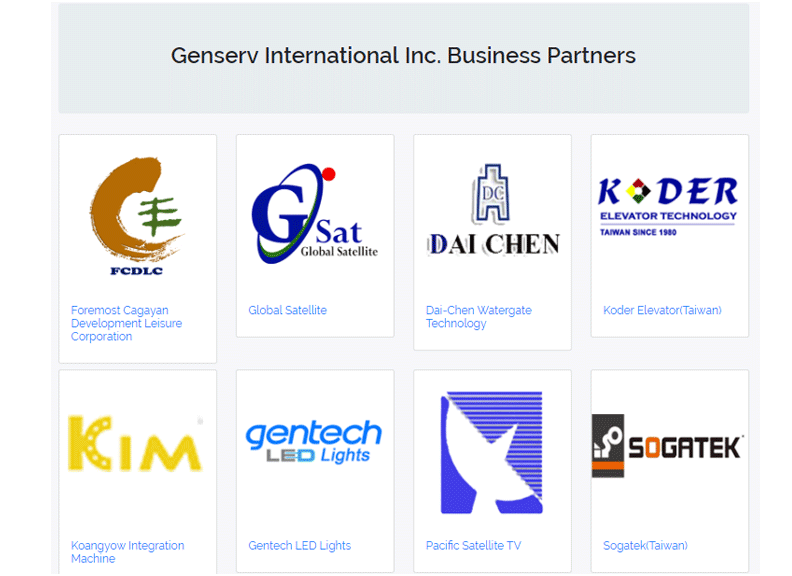 Genserv International Inc. Business Partners
FCDLC
Foremost Cagayan
Development Leisure
Corporation
G Sat
Global Satellite
Global Satellite
DC
DAI CHEN
Dai-Chen Watergate
Technology
KODER
ELEVATOR TECHNOLOGY
TAIWAN SINCE 1980
Koder Elevator(Taiwan)
KIM
Koangyow Integration
Machine
gentech
LED Lights
Gentech LED Lights
Pacific Satellite TV
SOGATEK
Sogatek(Taiwan)